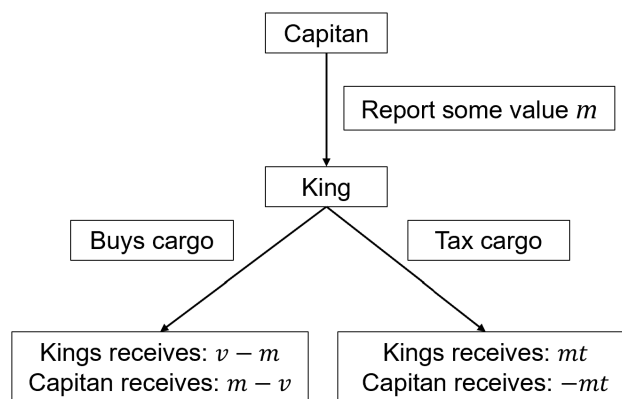 Capitan
Report some value m
King
Buys cargo
Tax cargo
Kings receives: v − m
Capitan receives: m − v
Kings receives: mt
Capitan receives: −mt